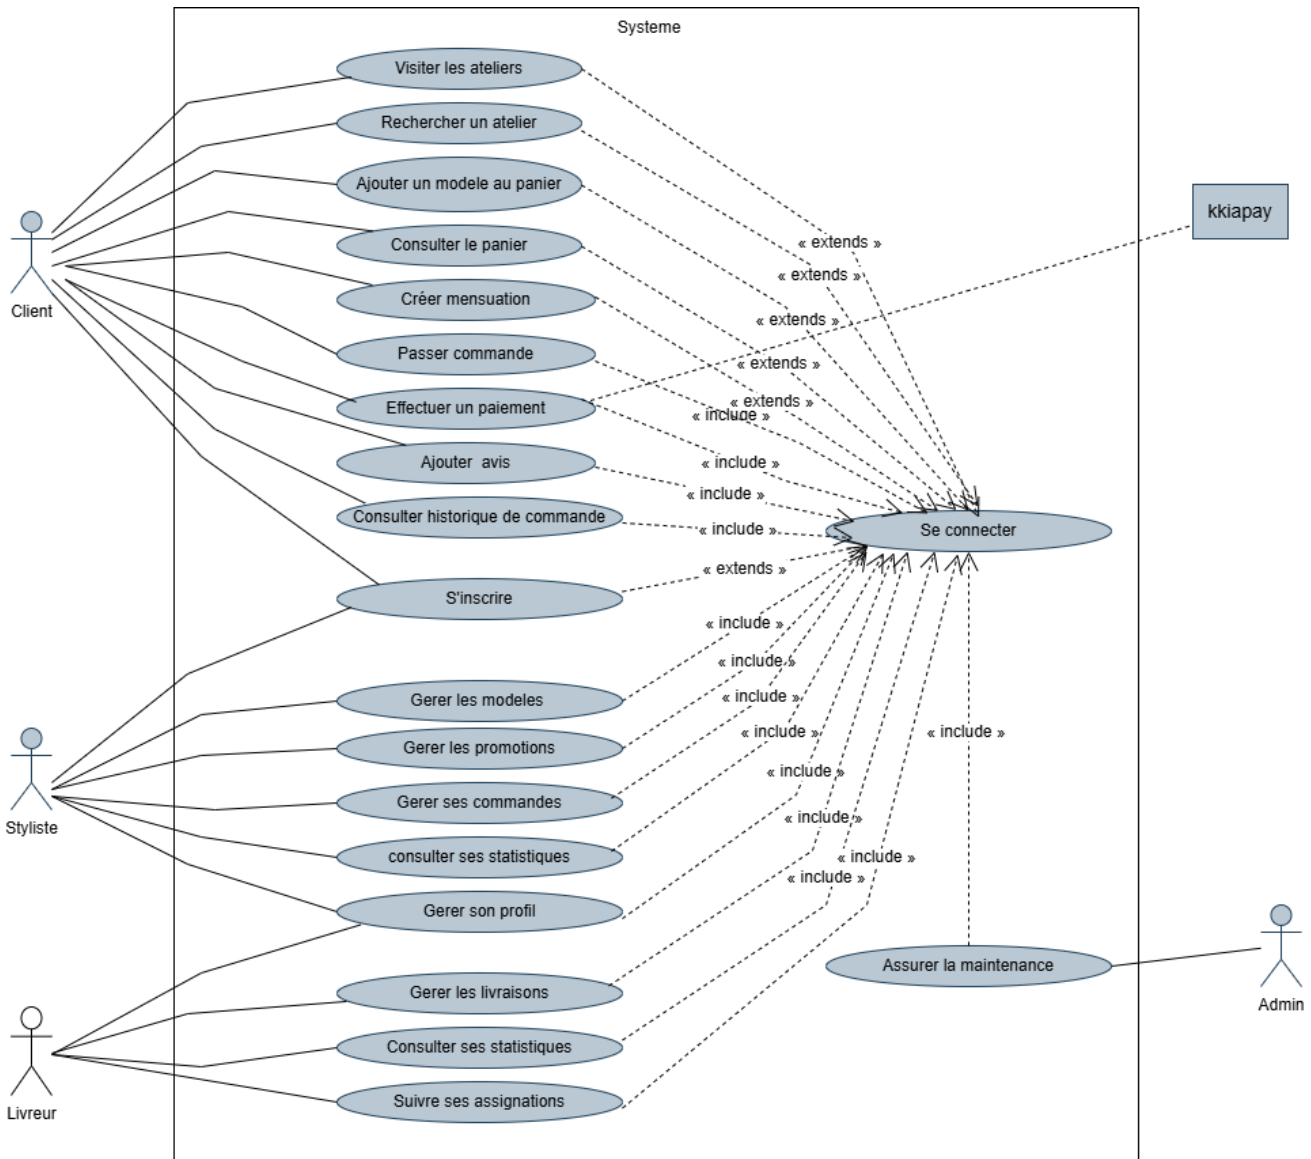 Systeme
Visiter les ateliers
Rechercher un atelier
Ajouter un modele au panier
kkiapay
Consulter le panier
« extends »
« extends »
Client
Créer mensuation
« extends »
Passer commande
« extends »
Effectuer un paiement
« extends »
« include »
Ajouter avis
« include »
« include »
Consulter historique de commande
« include »
Se connecter
« extends »
S'inscrire
« include »
« include »
Gerer les modeles
« include »
« include »
« include »
Gerer les promotions
« include »
Styliste
Gerer ses commandes
« include »
consulter ses statistiques
« include »
« include »
Gerer son profil
Assurer la maintenance
Gerer les livraisons
Admin
Consulter ses statistiques
Suivre ses assignations
Livreur